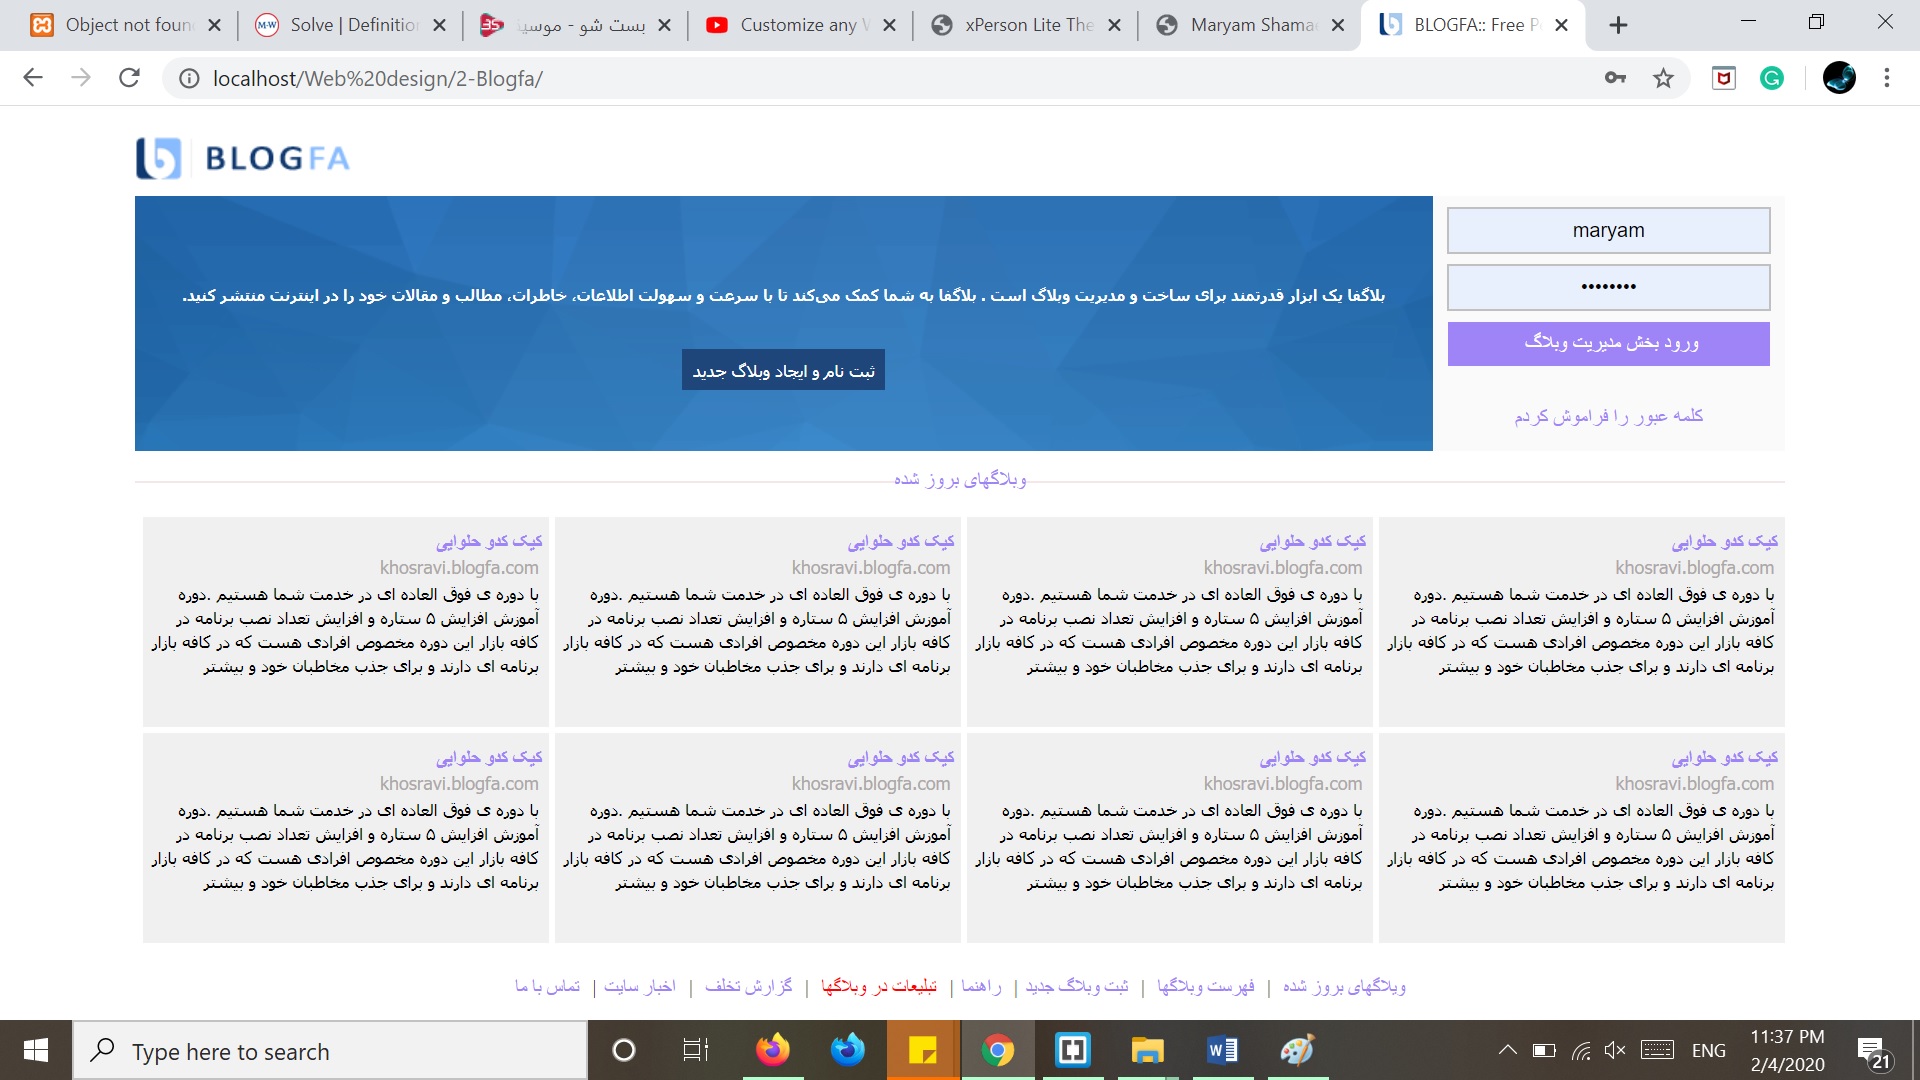 Object not foun
Solve | Definition
بست شو - موسیق
Customize any W
xPerson Lite The
Maryam Shamae
BLOGFA:: Free Pe
localhost/Web%20design/2-Blogfa/
BLOGFA
maryam
••••••••
ورود بخش مدیریت وبلاگ
کلمه عبور را فراموش کردم
بلاگفا یک ابزار قدرتمند برای ساخت و مدیریت وبلاگ است . بلاگفا به شما کمک می‌کند تا با سرعت و سهولت اطلاعات، خاطرات، مطالب و مقالات خود را در اینترنت منتشر کنید.
ثبت نام و ایجاد وبلاگ جدید
وبلاگهای بروز شده
کیک کدو حلوایی
khosravi.blogfa.com
با دوره ی فوق العاده ای در خدمت شما هستیم .دوره
آموزش افزایش ۵ ستاره و افزایش تعداد نصب برنامه در
کافه بازار این دوره مخصوص افرادی هست که در کافه بازار
برنامه ای دارند و برای جذب مخاطبان خود و بیشتر
کیک کدو حلوایی
khosravi.blogfa.com
با دوره ی فوق العاده ای در خدمت شما هستیم .دوره
آموزش افزایش ۵ ستاره و افزایش تعداد نصب برنامه در
کافه بازار این دوره مخصوص افرادی هست که در کافه بازار
برنامه ای دارند و برای جذب مخاطبان خود و بیشتر
کیک کدو حلوایی
khosravi.blogfa.com
با دوره ی فوق العاده ای در خدمت شما هستیم .دوره
آموزش افزایش ۵ ستاره و افزایش تعداد نصب برنامه در
کافه بازار این دوره مخصوص افرادی هست که در کافه بازار
برنامه ای دارند و برای جذب مخاطبان خود و بیشتر
کیک کدو حلوایی
khosravi.blogfa.com
با دوره ی فوق العاده ای در خدمت شما هستیم .دوره
آموزش افزایش ۵ ستاره و افزایش تعداد نصب برنامه در
کافه بازار این دوره مخصوص افرادی هست که در کافه بازار
برنامه ای دارند و برای جذب مخاطبان خود و بیشتر
کیک کدو حلوایی
khosravi.blogfa.com
با دوره ی فوق العاده ای در خدمت شما هستیم .دوره
آموزش افزایش ۵ ستاره و افزایش تعداد نصب برنامه در
کافه بازار این دوره مخصوص افرادی هست که در کافه بازار
برنامه ای دارند و برای جذب مخاطبان خود و بیشتر
کیک کدو حلوایی
khosravi.blogfa.com
با دوره ی فوق العاده ای در خدمت شما هستیم .دوره
آموزش افزایش ۵ ستاره و افزایش تعداد نصب برنامه در
کافه بازار این دوره مخصوص افرادی هست که در کافه بازار
برنامه ای دارند و برای جذب مخاطبان خود و بیشتر
کیک کدو حلوایی
khosravi.blogfa.com
با دوره ی فوق العاده ای در خدمت شما هستیم .دوره
آموزش افزایش ۵ ستاره و افزایش تعداد نصب برنامه در
کافه بازار این دوره مخصوص افرادی هست که در کافه بازار
برنامه ای دارند و برای جذب مخاطبان خود و بیشتر
کیک کدو حلوایی
khosravi.blogfa.com
با دوره ی فوق العاده ای در خدمت شما هستیم .دوره
آموزش افزایش ۵ ستاره و افزایش تعداد نصب برنامه در
کافه بازار این دوره مخصوص افرادی هست که در کافه بازار
برنامه ای دارند و برای جذب مخاطبان خود و بیشتر
وبلاگهای بروز شده | فهرست وبلاگها | ثبت وبلاگ جدید | راهنما | تبلیعات در وبلاگها | گزارش تخلف | اخبار سایت | تماس با ما
Type here to search
ENG
11:37 PM
2/4/2020
21